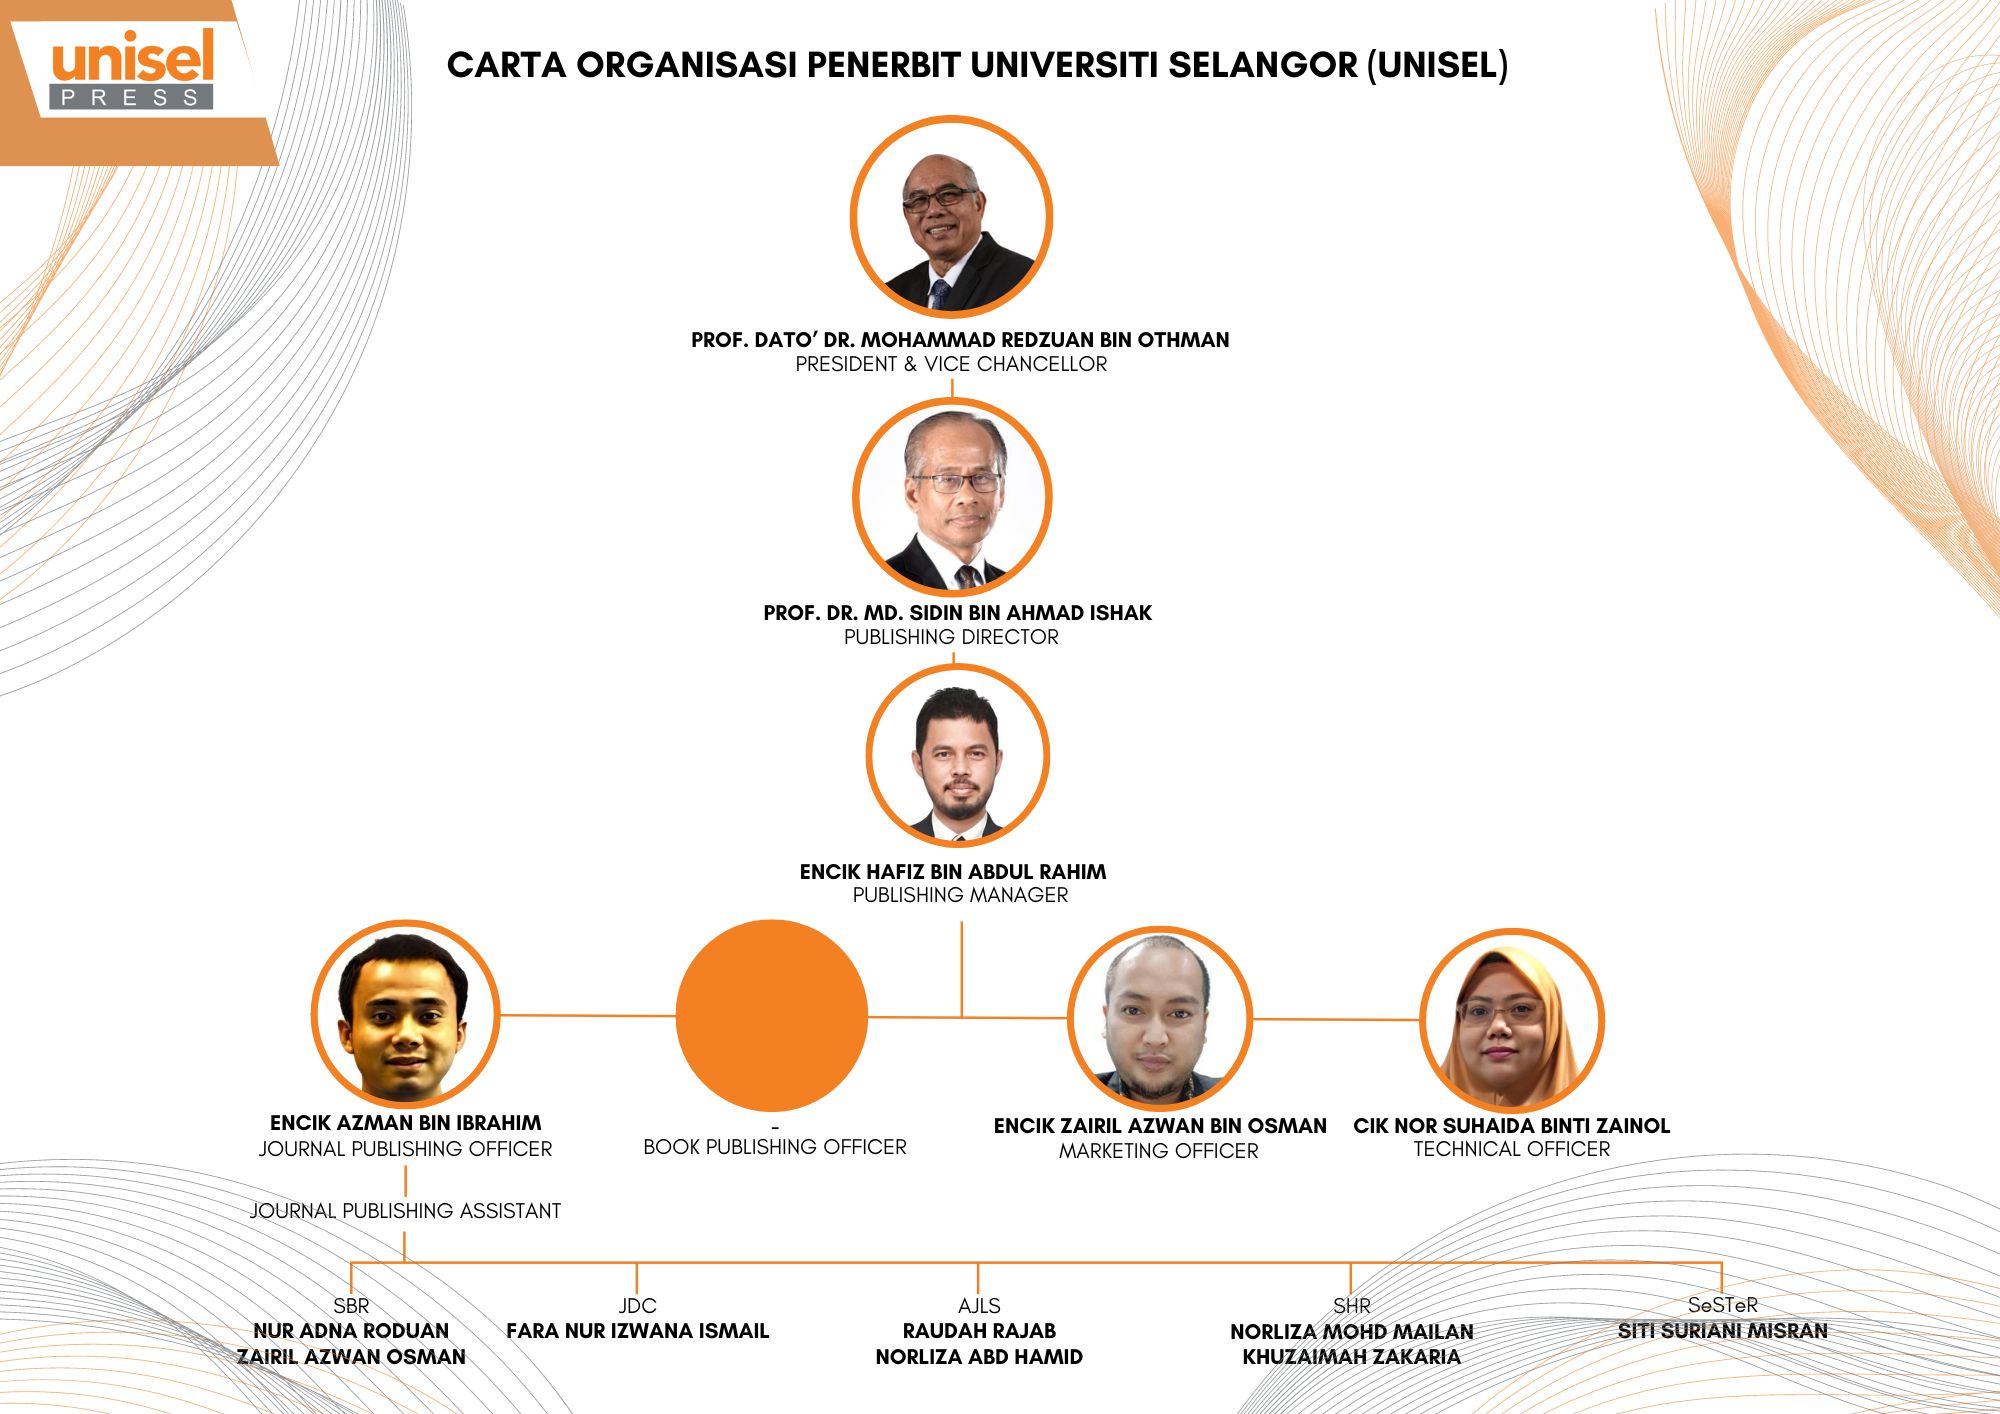 unisel
PRESS
CARTA ORGANISASI PENERBIT UNIVERSITI SELANGOR (UNISEL)
PROF. DATO’ DR. MOHAMMAD REDZUAN BIN OTHMAN
PRESIDENT & VICE CHANCELLOR
PROF. DR. MD. SIDIN BIN AHMAD ISHAK
PUBLISHING DIRECTOR
ENCIK HAFIZ BIN ABDUL RAHIM
PUBLISHING MANAGER
ENCIK AZMAN BIN IBRAHIM
JOURNAL PUBLISHING OFFICER
-
BOOK PUBLISHING OFFICER
ENCIK ZAIRIL AZWAN BIN OSMAN
MARKETING OFFICER
CIK NOR SUHAIDA BINTI ZAINOL
TECHNICAL OFFICER
JOURNAL PUBLISHING ASSISTANT
SBR
NUR ADNA RODUAN
ZAIRIL AZWAN OSMAN
JDC
FARA NUR IZWANA ISMAIL
AJLS
RAUDAH RAJAB
NORLIZA ABD HAMID
SHR
NORLIZA MOHD MAILAN
KHUZAIMAH ZAKARIA
SeSTeR
SITI SURIANI MISRAN